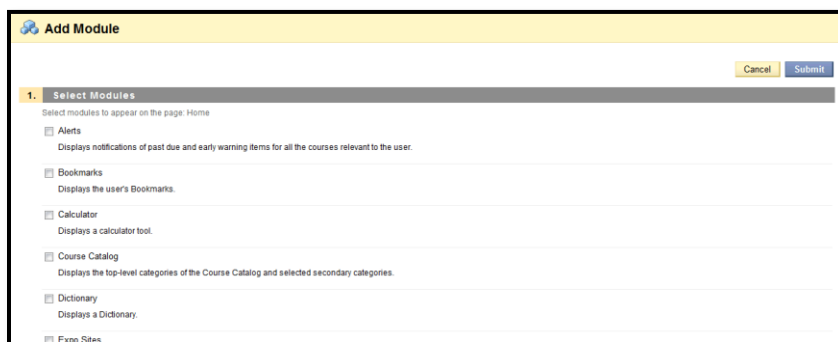 Add Module
Cancel Submit
1. Select Modules
Select modules to appear on the page: Home
Alerts
Displays notifications of past due and early warning items for all the courses relevant to the user.
Bookmarks
Displays the user's Bookmarks.
Calculator
Displays a calculator tool.
Course Catalog
Displays the top-level categories of the Course Catalog and selected secondary categories.
Dictionary
Displays a Dictionary.
Expo Sites